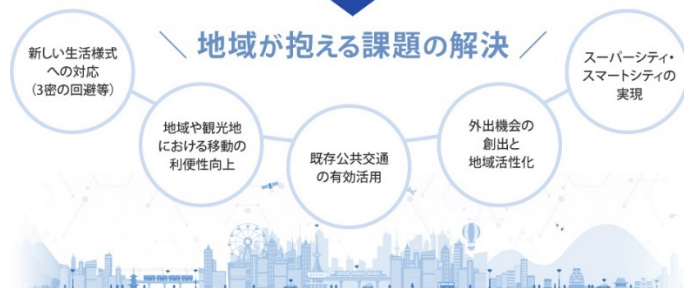 地域が抱える課題の解決
新しい生活様式
への対応
(3密の回避等)
地域や観光地
における移動の
利便性向上
既存公共交通
の有効活用
外出機会の
創出と
地域活性化
スーパーシティ・
スマートシティの
実現